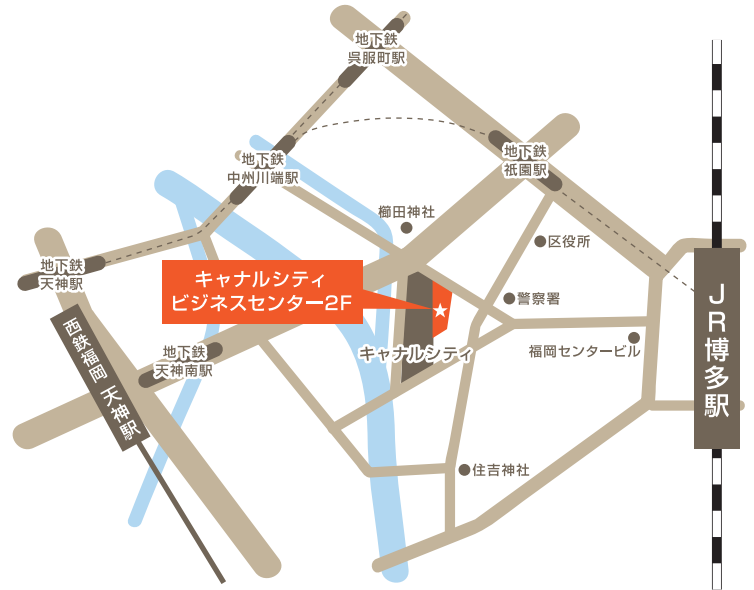 地下鉄
呉服町駅
地下鉄
中州川端駅
地下鉄
祇園駅
櫛田神社
区役所
地下鉄
天神駅
キャナルシティ
ビジネスセンター2F
警察署
JR博多駅
西鉄福岡 天神駅
地下鉄
天神南駅
キャナルシティ
福岡センタービル
住吉神社